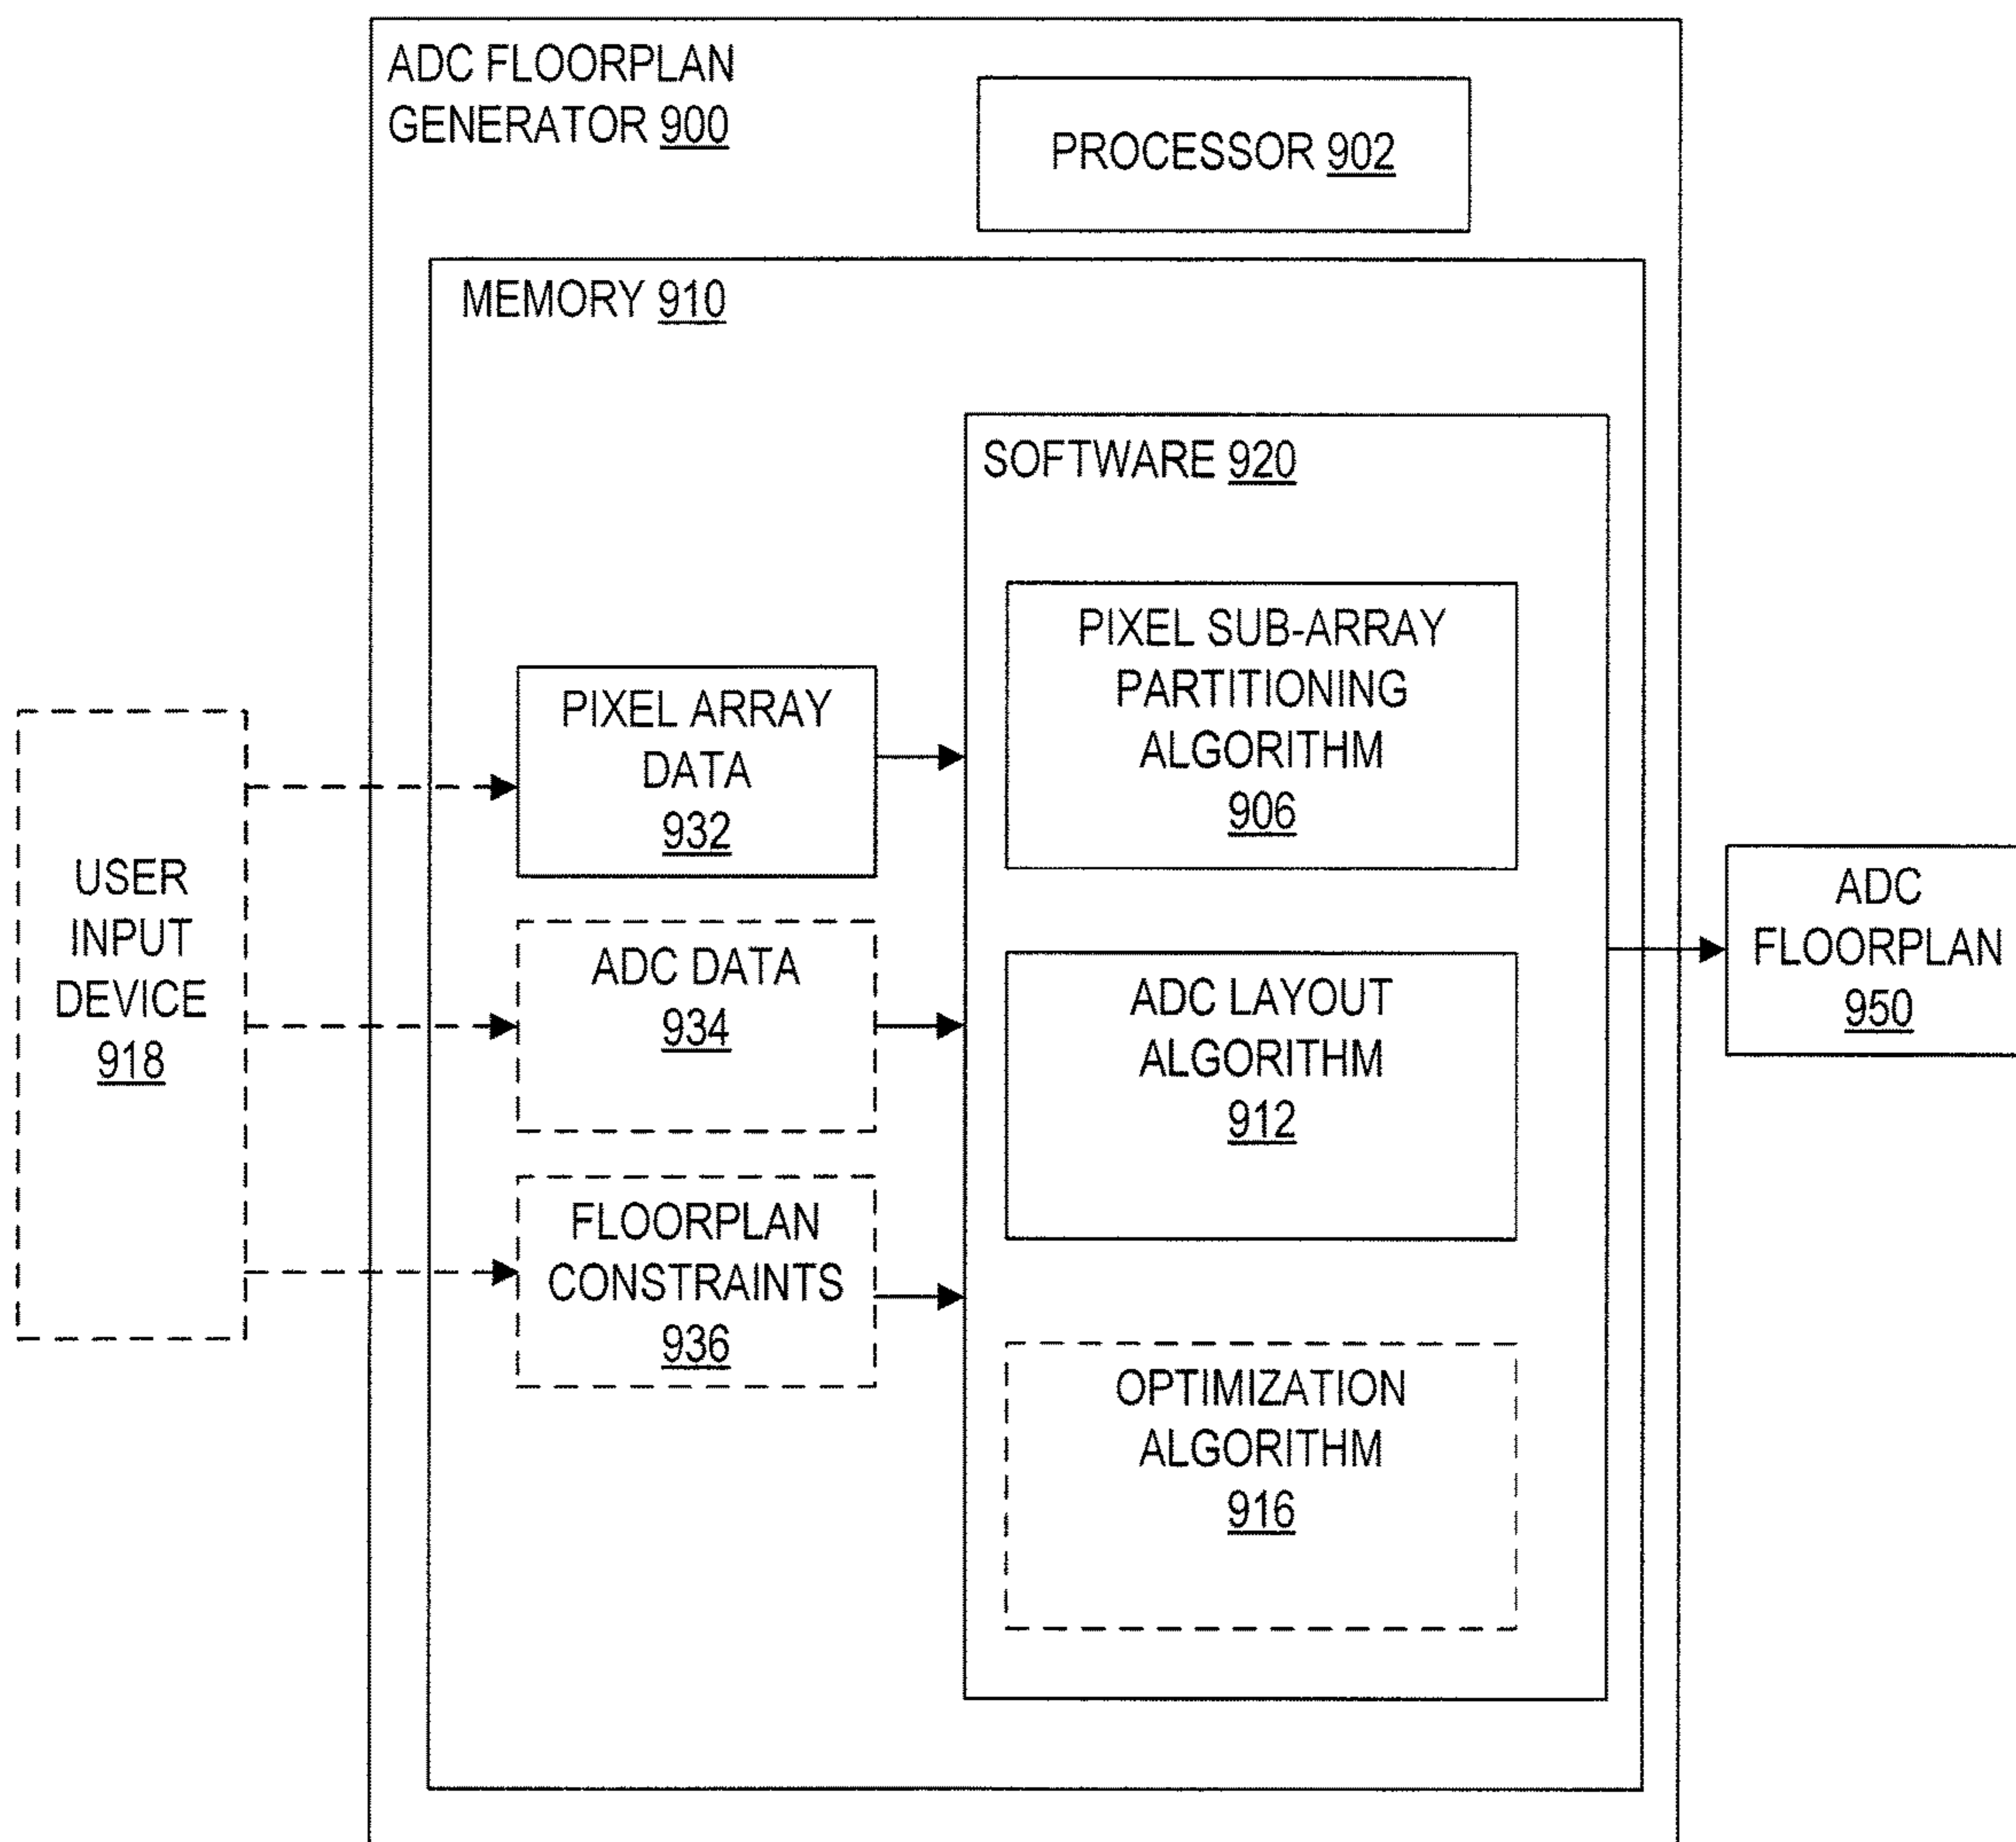 ADC FLOORPLAN
GENERATOR 900
PROCESSOR 902
MEMORY 910
SOFTWARE 920
PIXEL SUB-ARRAY
PARTITIONING
ALGORITHM
906
PIXEL ARRAY
DATA
932
USER
INPUT
DEVICE
918
ADC DATA
934
ADC LAYOUT
ALGORITHM
912
ADC
FLOORPLAN
950
FLOORPLAN
CONSTRAINTS
936
OPTIMIZATION
ALGORITHM
916